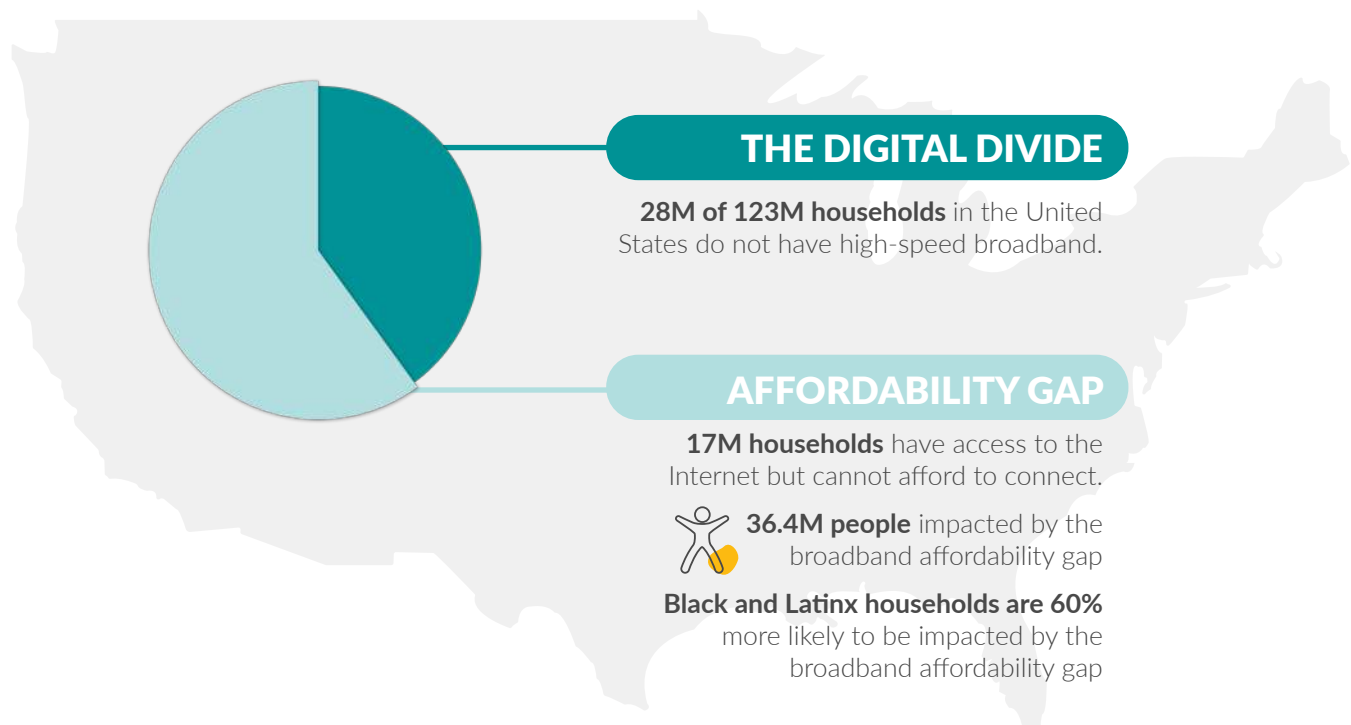 THE DIGITAL DIVIDE
28M of 123M households in the United
States do not have high-speed broadband.
AFFORDABILITY GAP
17M households have access to the
Internet but cannot afford to connect.
36.4M people impacted by the
broadband affordability gap
Black and Latinx households are 60%
more likely to be impacted by the
broadband affordability gap